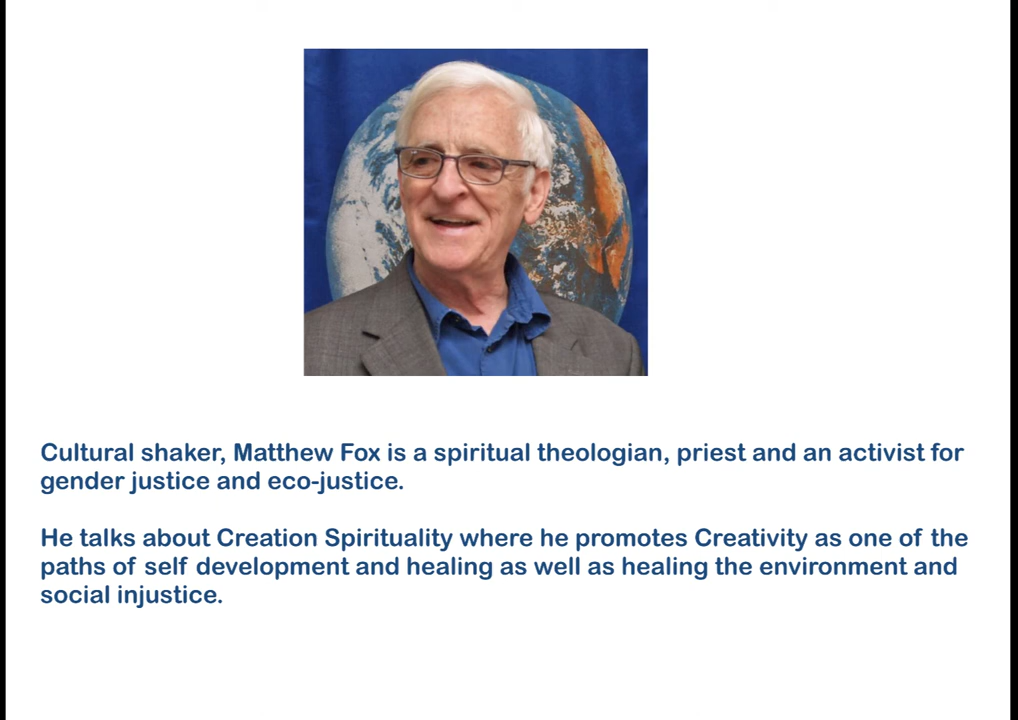 Cultural shaker, Matthew Fox is a spiritual theologian, priest and an activist for
gender justice and eco-justice.
He talks about Creation Spirituality where he promotes Creativity as one of the
paths of self development and healing as well as healing the environment and
social injustice.